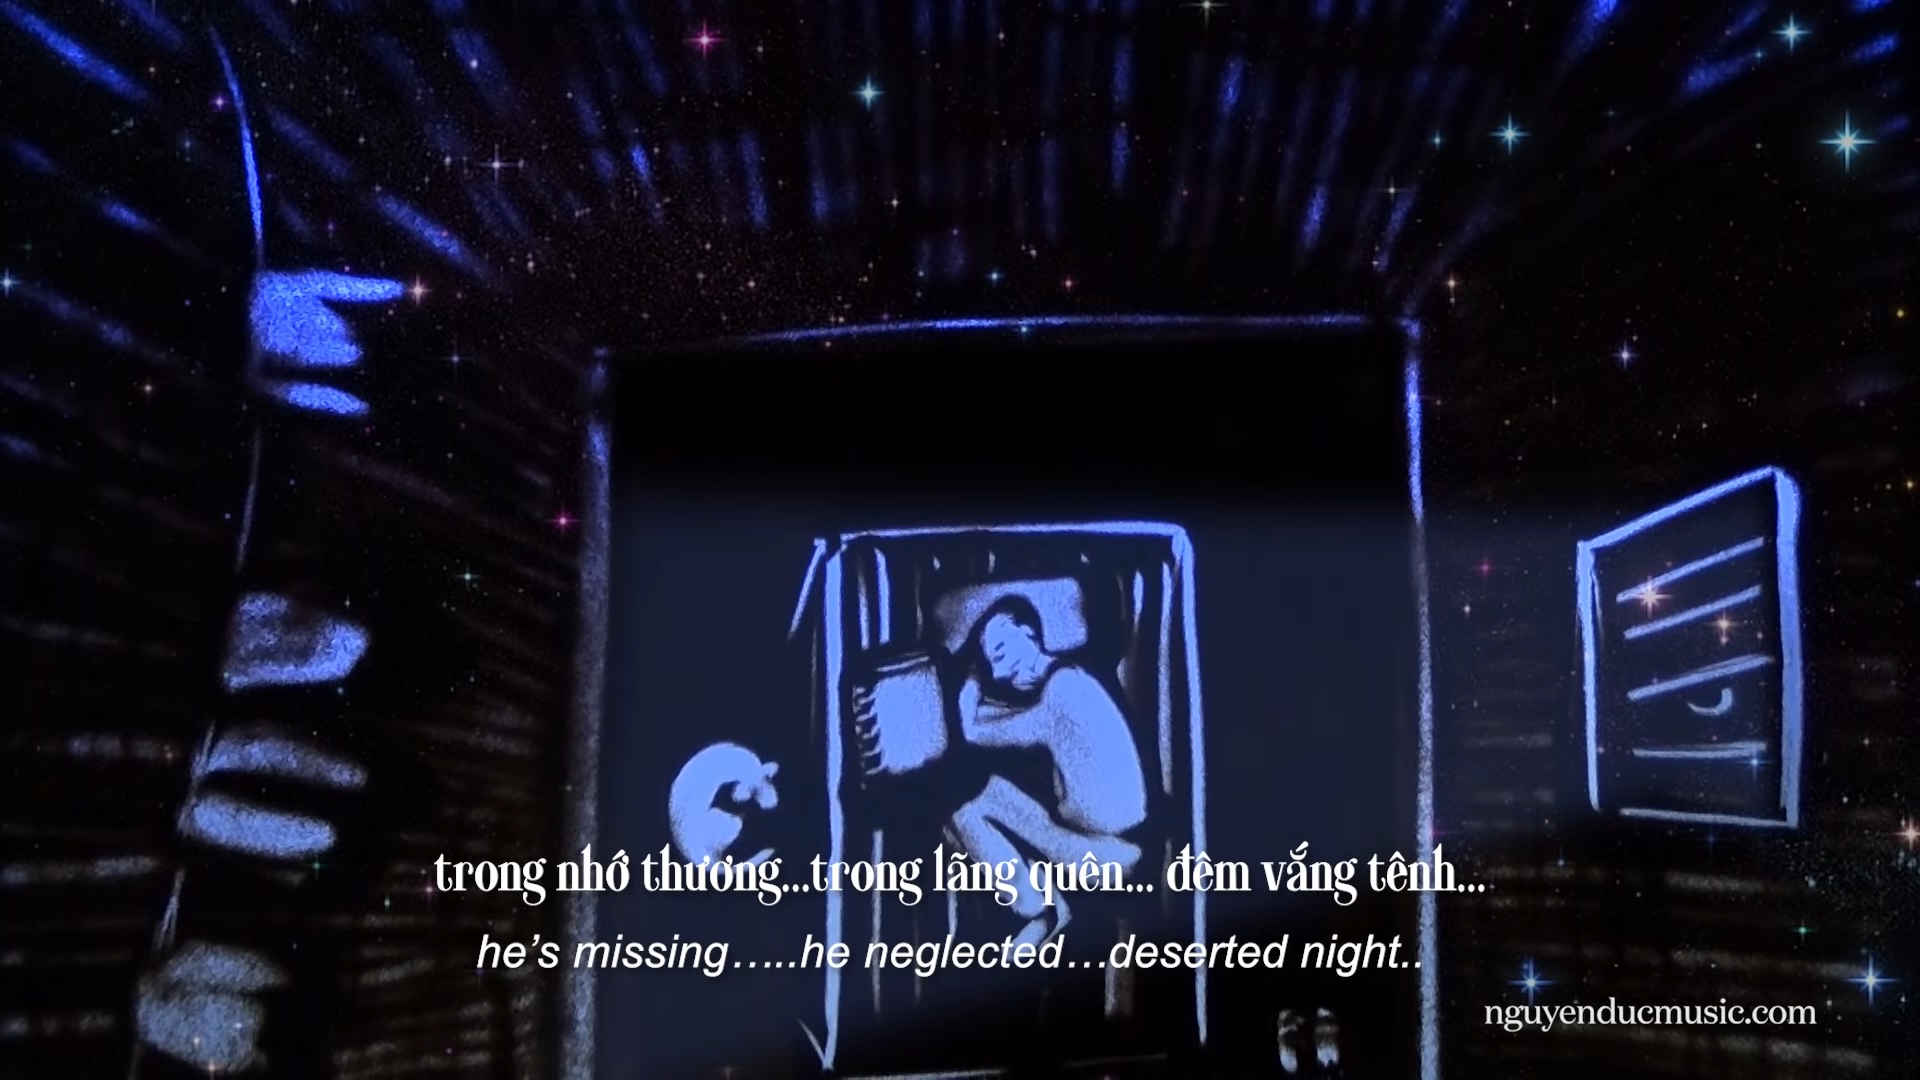 trong nhớ thương...trong lãng quên... đêm vắng tênh...
he’s missing…..he neglected…deserted night..
nguyenducmusic.com